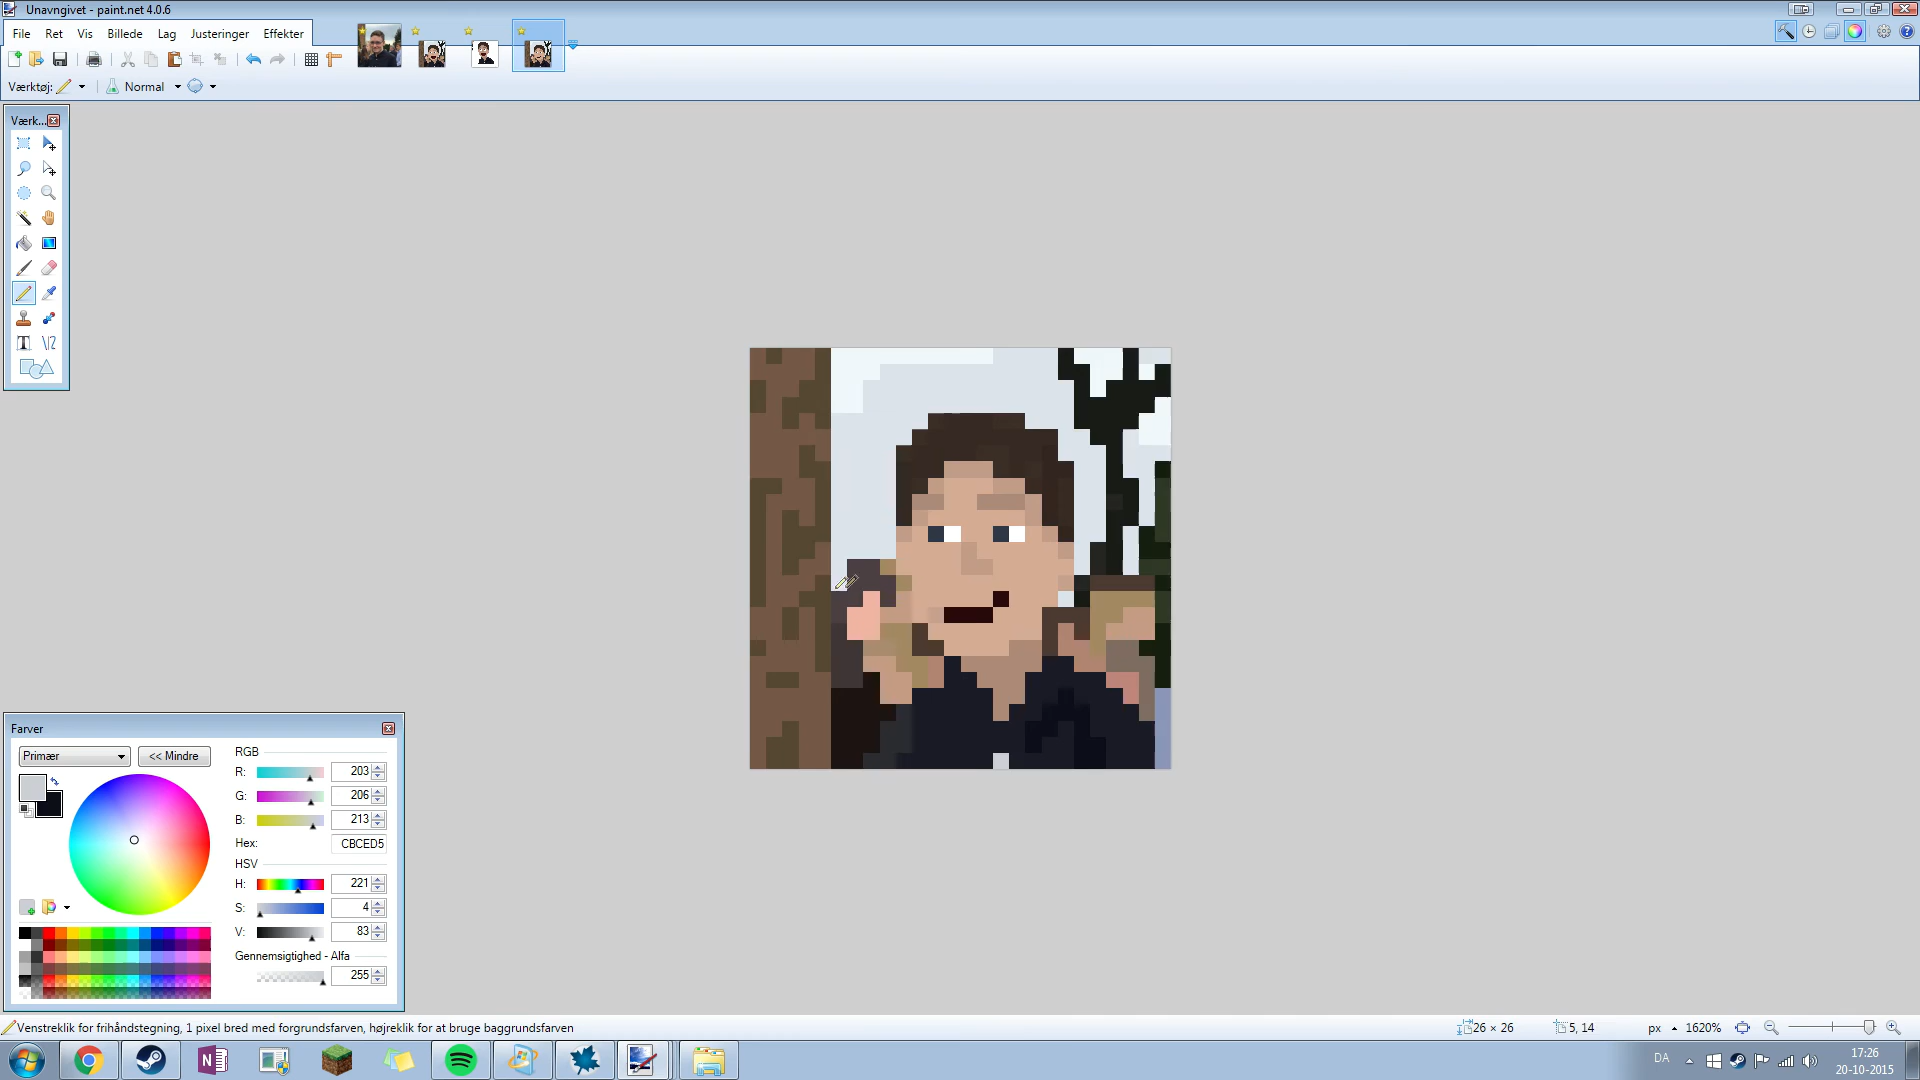 Unavngivet - paint.net 4.0.6
File Ret Vis Billede Lag Justeringer Effekter
Værktøj: Normal
Værk...
Farver
Primær << Mindre
RGB
R: 203
G: 206
B: 213
Hex: CBCED5
HSV
H: 221
S: 4
V: 83
Gennemsigtighed - Alfa
255
Venstreklik for frihåndstegning, 1 pixel bred med forgrundsfarven, højreklik for at bruge baggrundsfarven
26 × 26 5, 14 px 1620%
DA 17:26
20-10-2015